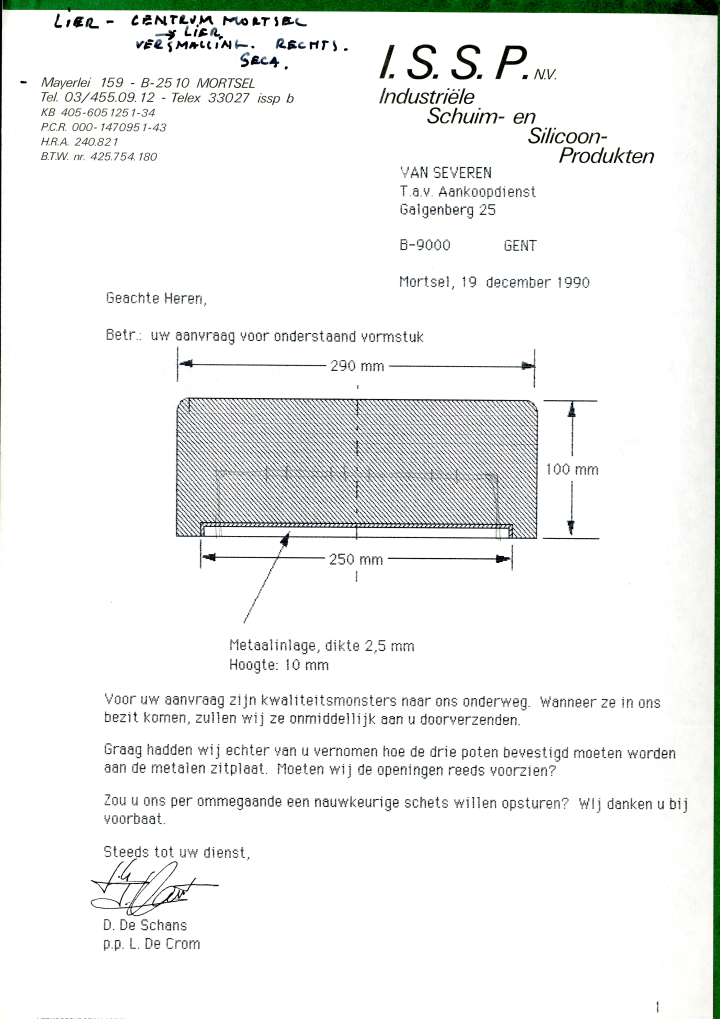 LIER - CENTRUM MORTSEL
→ LIER
VERSMALLING. RECHTS.
SECA.
I. S. S. P. N.V.
Industriële
Schuim- en
Silicoon-
Produkten
- Mayerlei 159 - B-2510 MORTSEL
Tel. 03/455.09.12 - Telex 33027 issp b
KB 405-6051251-34
P.C.R. 000-1470951-43
H.R.A. 240.821
B.T.W. nr. 425.754.180
VAN SEVEREN
T.a.v. Aankoopdienst
Galgenberg 25
B-9000 GENT
Mortsel, 19 december 1990
Geachte Heren,
Betr.: uw aanvraag voor onderstaand vormstuk
290 mm
100 mm
250 mm
Metaalinlage, dikte 2,5 mm
Hoogte: 10 mm
Voor uw aanvraag zijn kwaliteitsmonsters naar ons onderweg. Wanneer ze in ons
bezit komen, zullen wij ze onmiddellijk aan u doorverzenden.
Graag hadden wij echter van u vernomen hoe de drie poten bevestigd moeten worden
aan de metalen zitplaat. Moeten wij de openingen reeds voorzien?
Zou u ons per ommegaande een nauwkeurige schets willen opsturen? Wij danken u bij
voorbaat.
Steeds tot uw dienst,
D. De Schans
p.p. L. De Crom
1